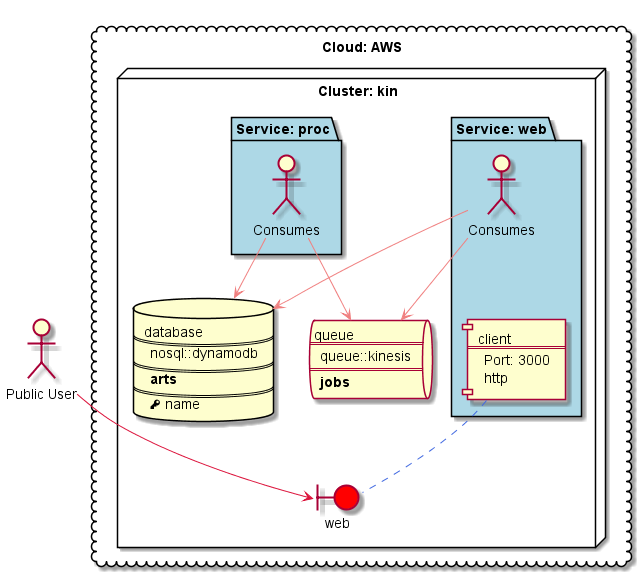 Cloud: AWS
Cluster: kin
Service: proc
Service: web
Consumes
Consumes
database
nosql::dynamodb
arts
name
queue
queue::kinesis
jobs
client
Port: 3000
http
Public User
web